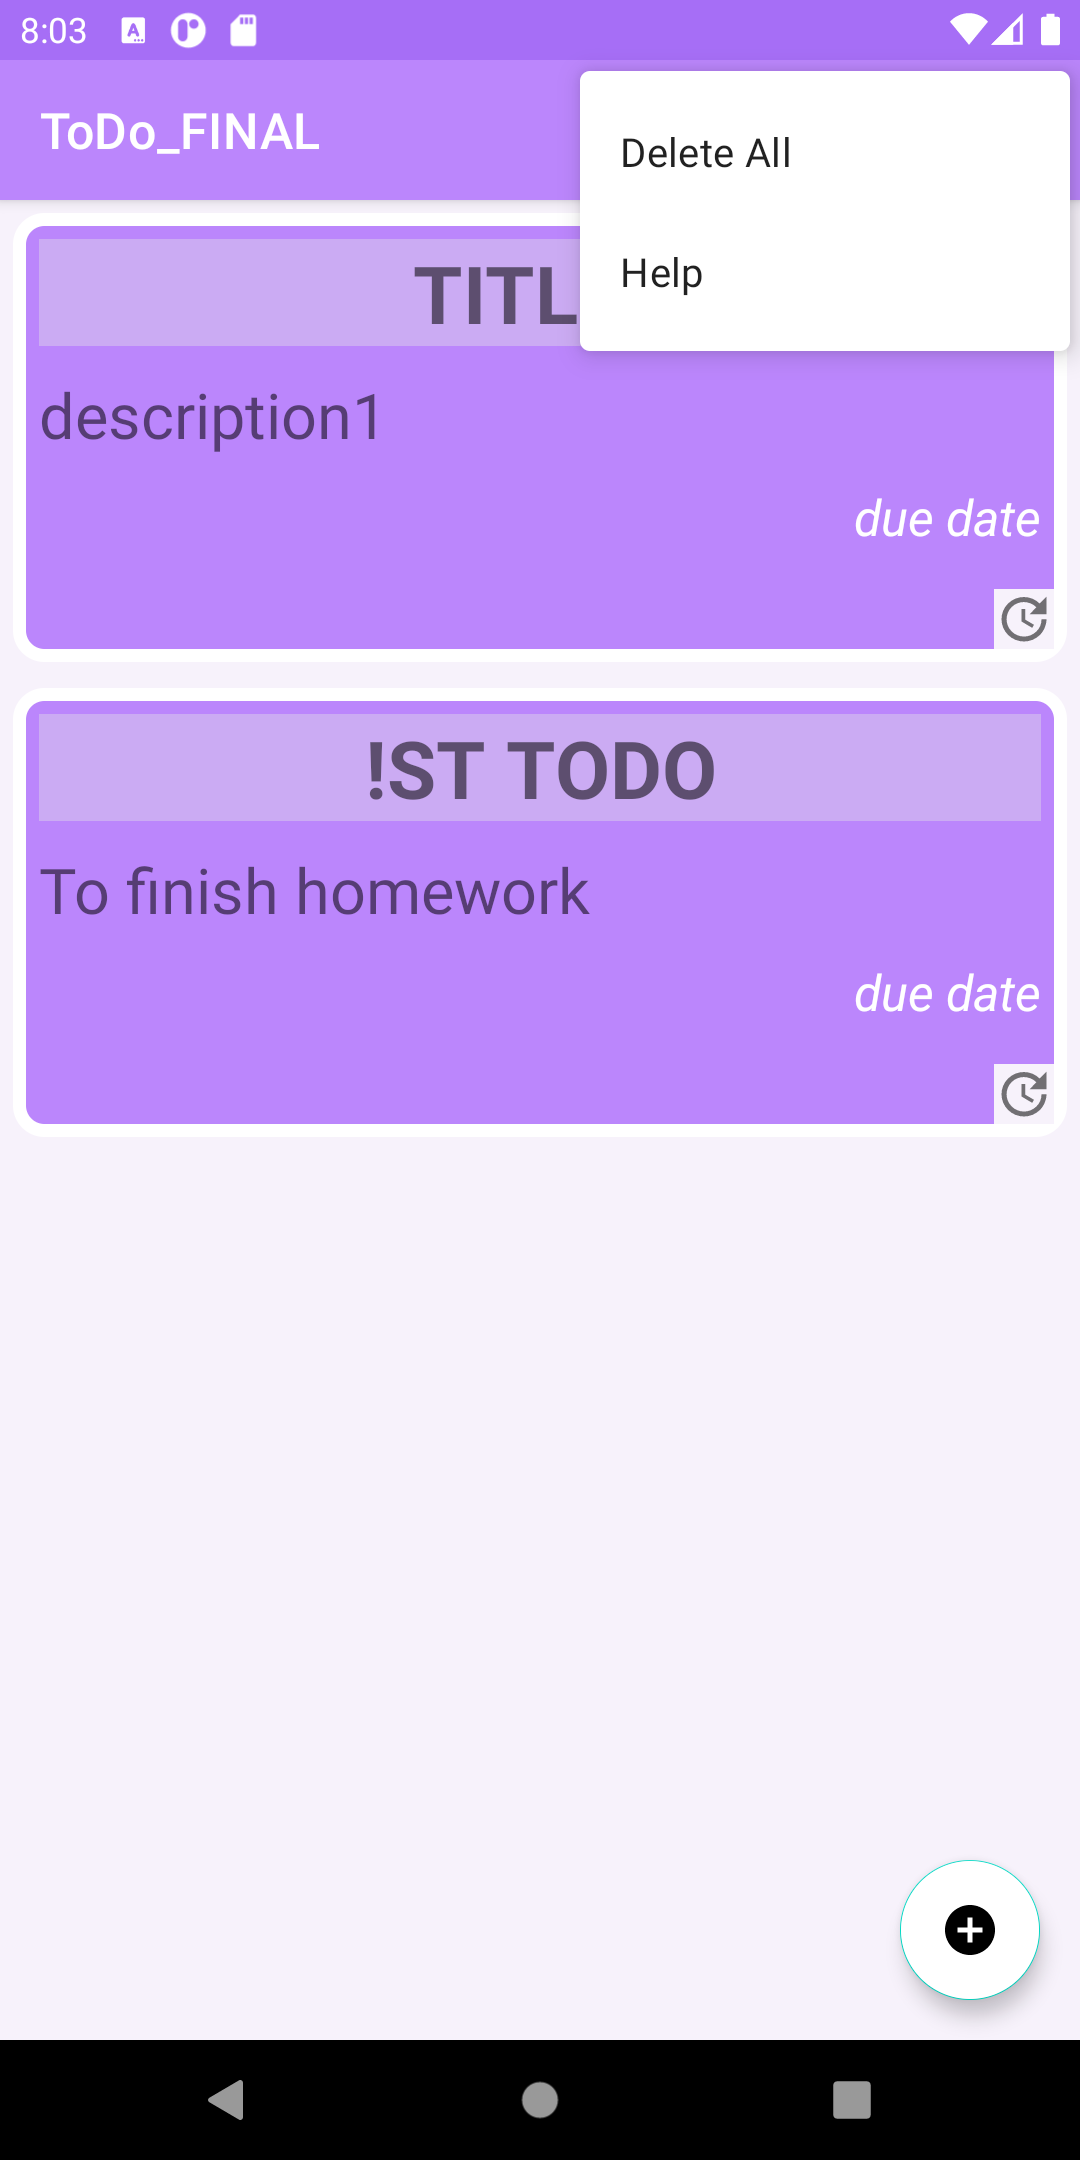 8:03
ToDo_FINAL
Delete All
Help
TITL
description1
due date
!ST TODO
To finish homework
due date